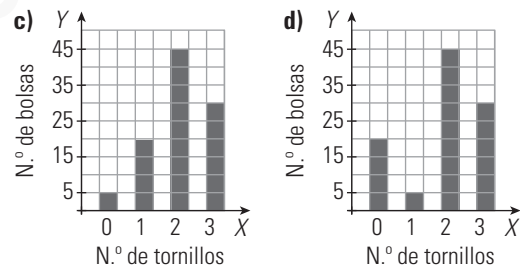 c) Y
45
35
25
15
5
N.º de bolsas
0 1 2 3 X
N.º de tornillos
d) Y
45
35
25
15
5
N.º de bolsas
0 1 2 3 X
N.º de tornillos